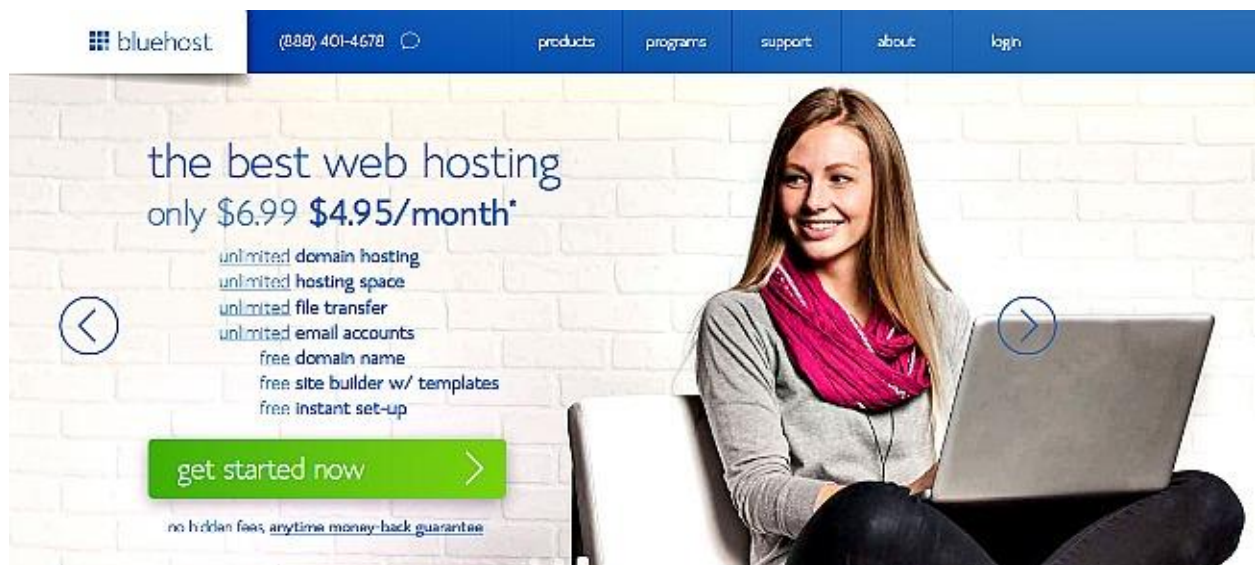 bluehost
(888) 401-4678
products
programs
support
about
login
the best web hosting
only $6.99 $4.95/month*
unlimited domain hosting
unlimited hosting space
unlimited file transfer
unlimited email accounts
free domain name
free site builder w/ templates
free instant set-up
get started now
no hidden fees, anytime money-back guarantee